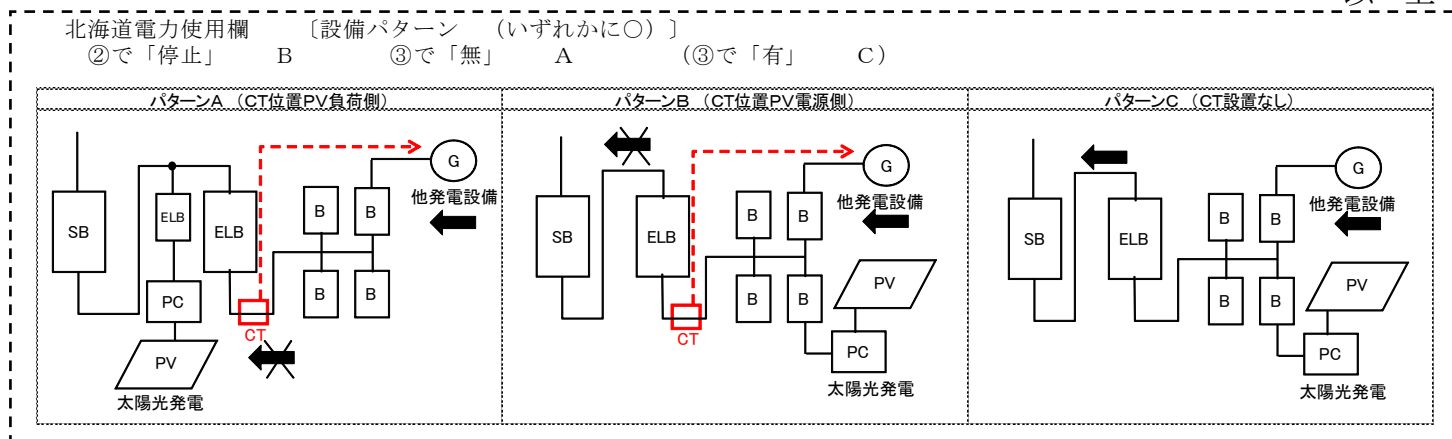 北海道電力使用欄　〔設備パターン　（いずれかに○）〕
②で「停止」　B　③で「無」　A　（③で「有」　C）
パターンA （CT位置PV負荷側）
パターンB （CT位置PV電源側）
パターンC （CT設置なし）
SB
ELB
ELB
PC
PV
太陽光発電
CT
B
B
B
B
G
他発電設備
SB
ELB
CT
B
B
B
B
G
他発電設備
PV
PC
太陽光発電
SB
ELB
B
B
B
B
G
他発電設備
PV
PC
太陽光発電